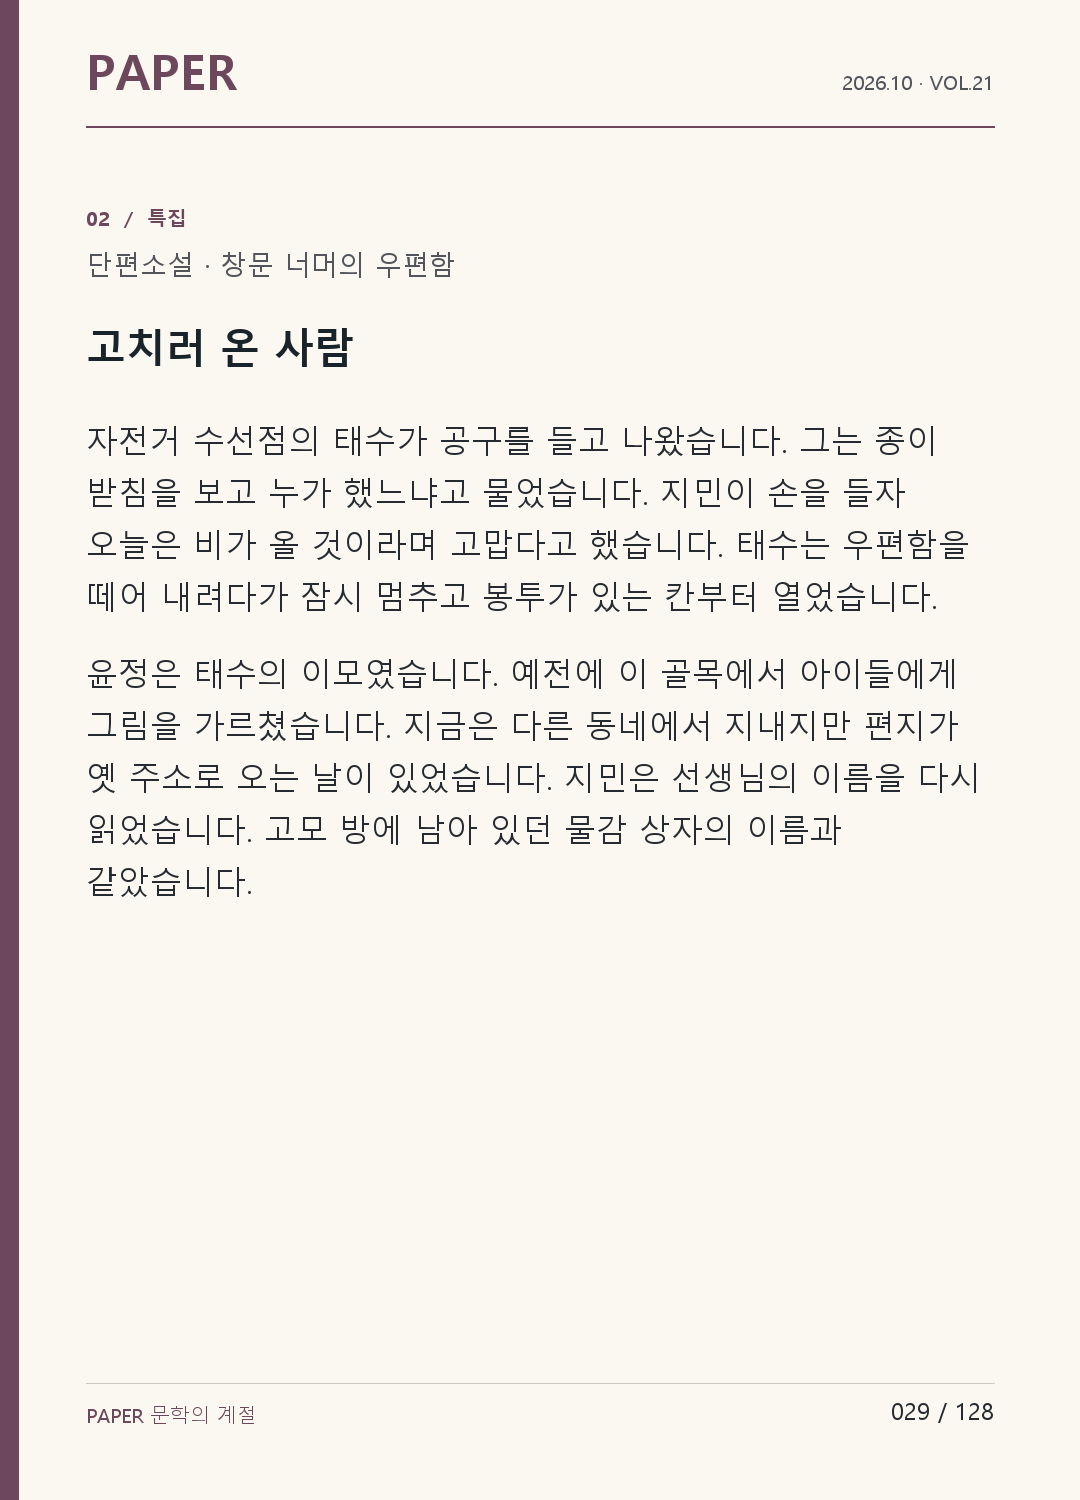 PAPER
2026.10 · VOL.21
02 / 특집
단편소설 · 창문 너머의 우편함
고치러 온 사람
자전거 수선점의 태수가 공구를 들고 나왔습니다. 그는 종이
받침을 보고 누가 했느냐고 물었습니다. 지민이 손을 들자
오늘은 비가 올 것이라며 고맙다고 했습니다. 태수는 우편함을
떼어 내려다가 잠시 멈추고 봉투가 있는 칸부터 열었습니다.
윤정은 태수의 이모였습니다. 예전에 이 골목에서 아이들에게
그림을 가르쳤습니다. 지금은 다른 동네에서 지내지만 편지가
옛 주소로 오는 날이 있었습니다. 지민은 선생님의 이름을 다시
읽었습니다. 고모 방에 남아 있던 물감 상자의 이름과
같았습니다.
PAPER 문학의 계절
029 / 128